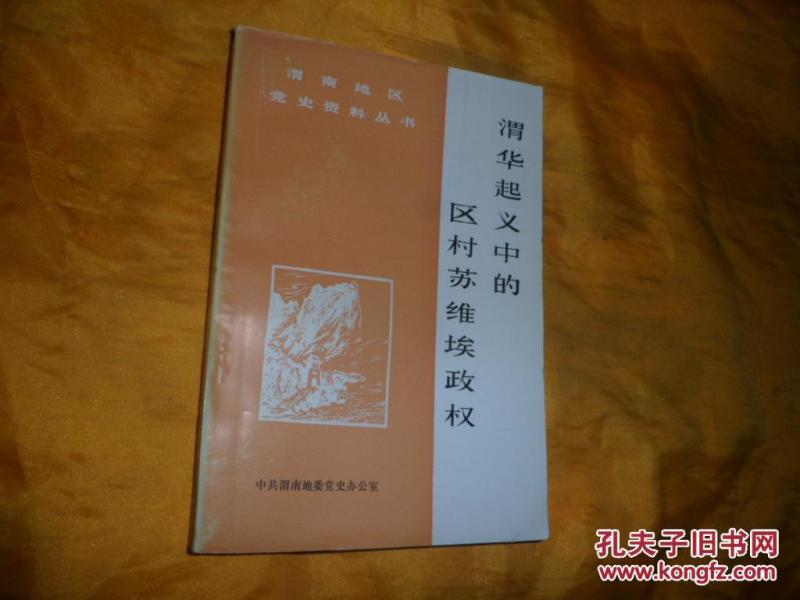 渭南地区
党史资料丛书
渭华起义中的
区村苏维埃政权
中共渭南地委党史办公室
孔夫子旧书网
www.kongfz.com